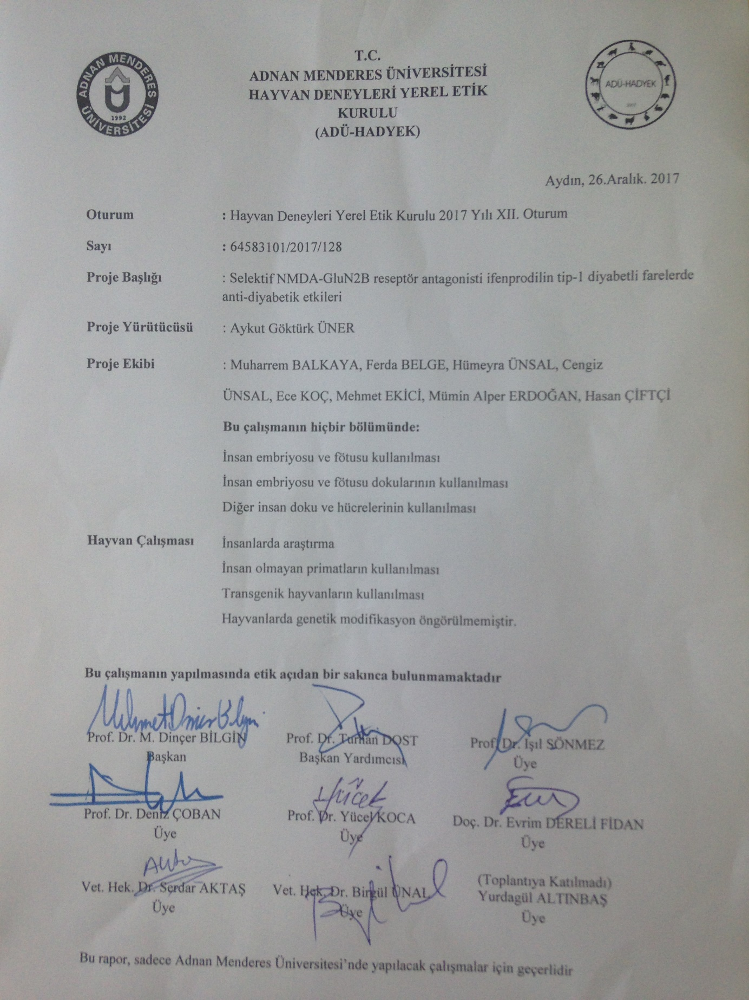 ADNAN MENDERES ÜNİVERSİTESİ
1992
T.C.
ADNAN MENDERES ÜNİVERSİTESİ
HAYVAN DENEYLERİ YEREL ETİK
KURULU
(ADÜ-HADYEK)
ADÜ-HADYEK
Aydın, 26.Aralık. 2017
Oturum : Hayvan Deneyleri Yerel Etik Kurulu 2017 Yılı XII. Oturum
Sayı : 64583101/2017/128
Proje Başlığı : Selektif NMDA-GluN2B reseptör antagonisti ifenprodilin tip-1 diyabetli farelerde
anti-diyabetik etkileri
Proje Yürütücüsü : Aykut Göktürk ÜNER
Proje Ekibi : Muharrem BALKAYA, Ferda BELGE, Hümeyra ÜNSAL, Cengiz
ÜNSAL, Ece KOÇ, Mehmet EKİCİ, Mümin Alper ERDOĞAN, Hasan ÇİFTÇİ
Bu çalışmanın hiçbir bölümünde:
İnsan embriyosu ve fötusu kullanılması
İnsan embriyosu ve fötusu dokularının kullanılması
Diğer insan doku ve hücrelerinin kullanılması
Hayvan Çalışması İnsanlarda araştırma
İnsan olmayan primatların kullanılması
Transgenik hayvanların kullanılması
Hayvanlarda genetik modifikasyon öngörülmemiştir.
Bu çalışmanın yapılmasında etik açıdan bir sakınca bulunmamaktadır
Prof. Dr. M. Dinçer BİLGİN Prof. Dr. Turhan DOST Prof. Dr. Işıl SÖNMEZ
Başkan Başkan Yardımcısı Üye
Yücel
Prof. Dr. Deniz ÇOBAN Prof. Dr. Yücel KOCA Doç. Dr. Evrim DERELİ FİDAN
Üye Üye Üye
(Toplantıya Katılmadı)
Vet. Hek. Dr. Serdar AKTAŞ Vet. Hek. Dr. Birgül ÜNAL Yurdagül ALTINBAŞ
Üye Üye Üye
Bu rapor, sadece Adnan Menderes Üniversitesi'nde yapılacak çalışmalar için geçerlidir